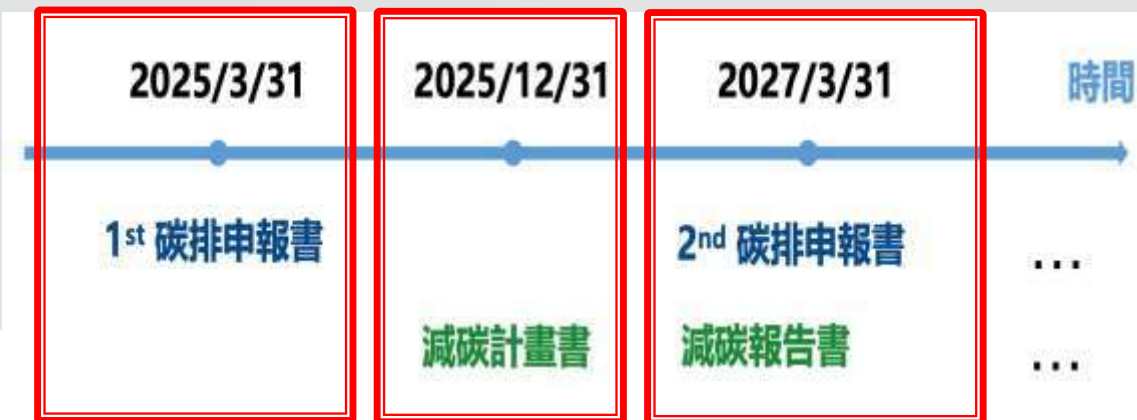 2025/3/31
2025/12/31
2027/3/31
時間
1st 碳排申報書
2nd 碳排申報書
...
減碳計畫書
減碳報告書
...